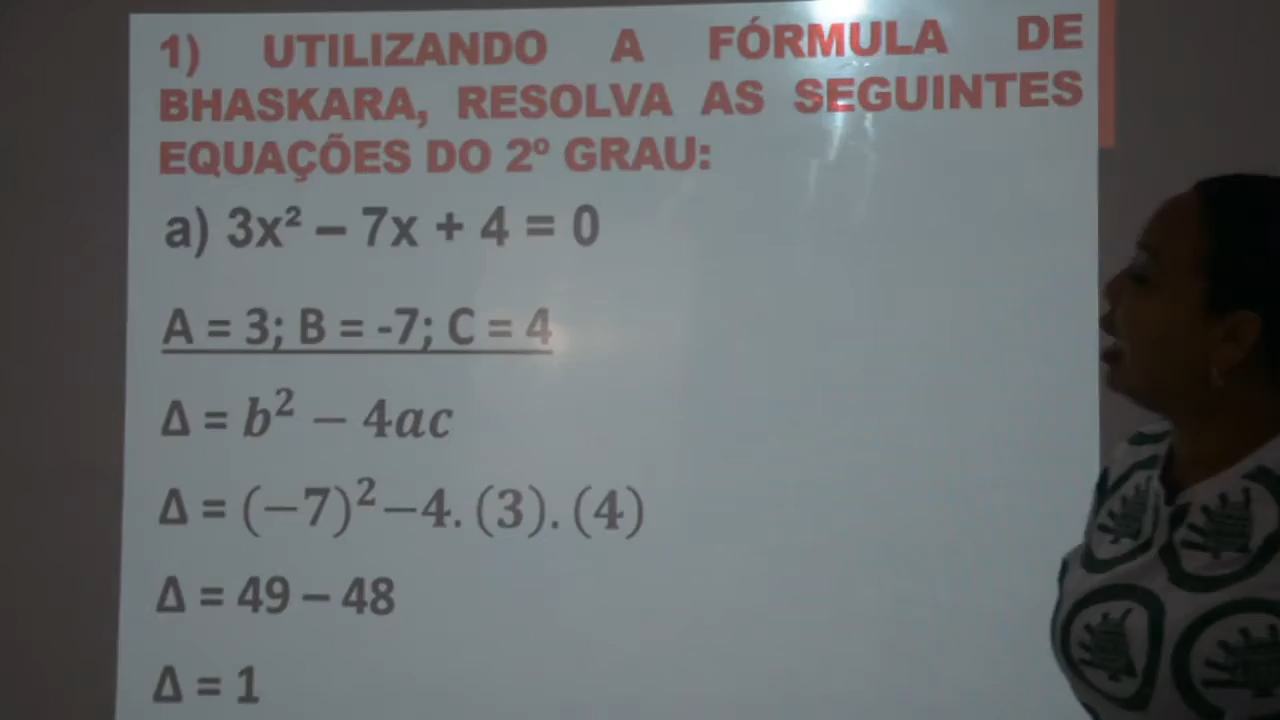 1) UTILIZANDO A FÓRMULA DE
BHASKARA, RESOLVA AS SEGUINTES
EQUAÇÕES DO 2º GRAU:
a) 3x² – 7x + 4 = 0
A = 3; B = -7; C = 4
Δ = b² − 4ac
Δ = (−7)²−4. (3). (4)
Δ = 49 – 48
Δ = 1